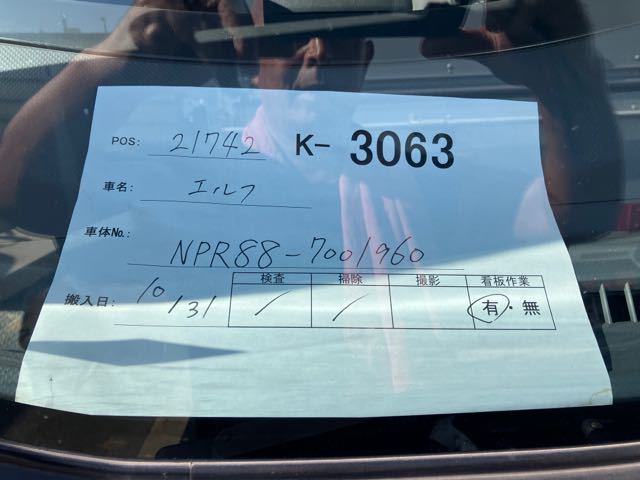 POS: 21742 K- 3063
車名: エルフ
車体No.: NPR88-7001960
搬入日: 10/31
検査 掃除 撮影 看板作業
/ / 有・無